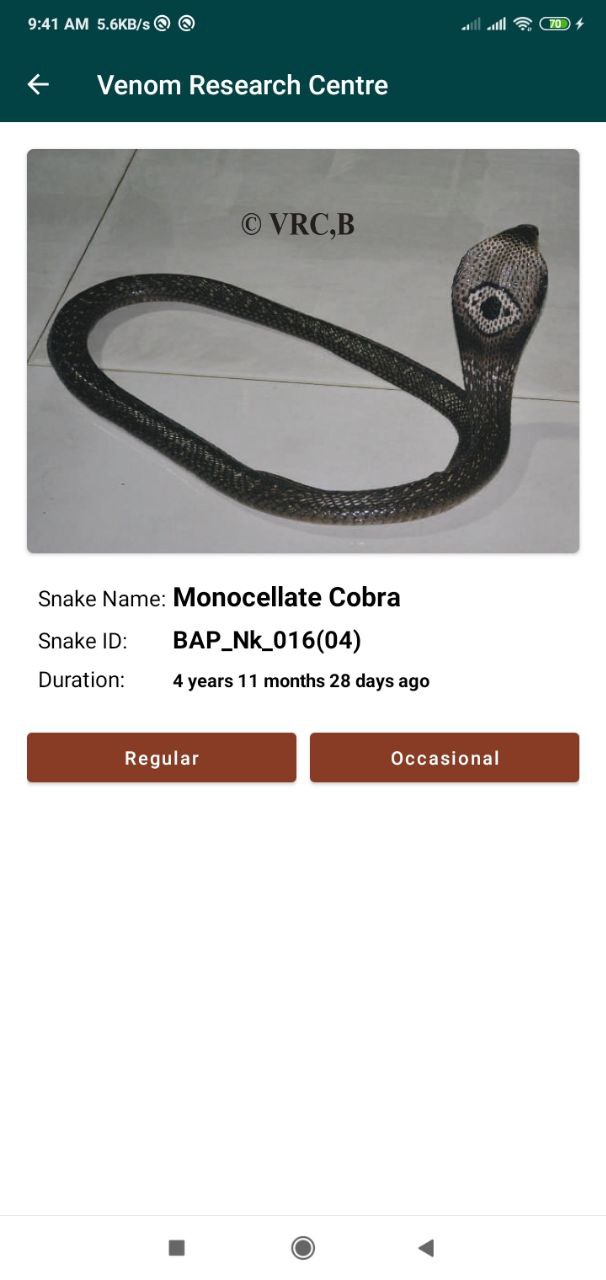 9:41 AM 5.6KB/s
70
Venom Research Centre
© VRC,B
Snake Name: Monocellate Cobra
Snake ID: BAP_Nk_016(04)
Duration: 4 years 11 months 28 days ago
Regular
Occasional